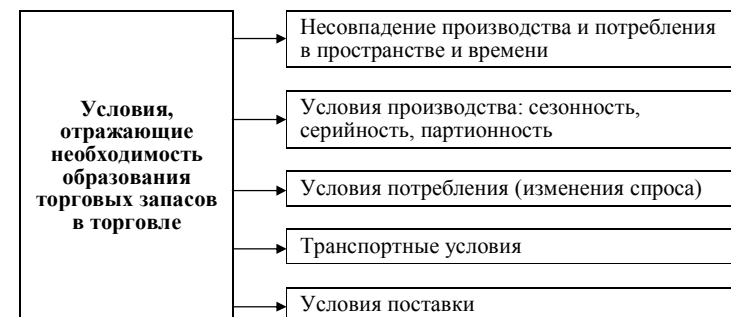 Условия,
отражающие
необходимость
образования
торговых запасов
в торговле
Несовпадение производства и потребления
в пространстве и времени
Условия производства: сезонность,
серийность, партионность
Условия потребления (изменения спроса)
Транспортные условия
Условия поставки